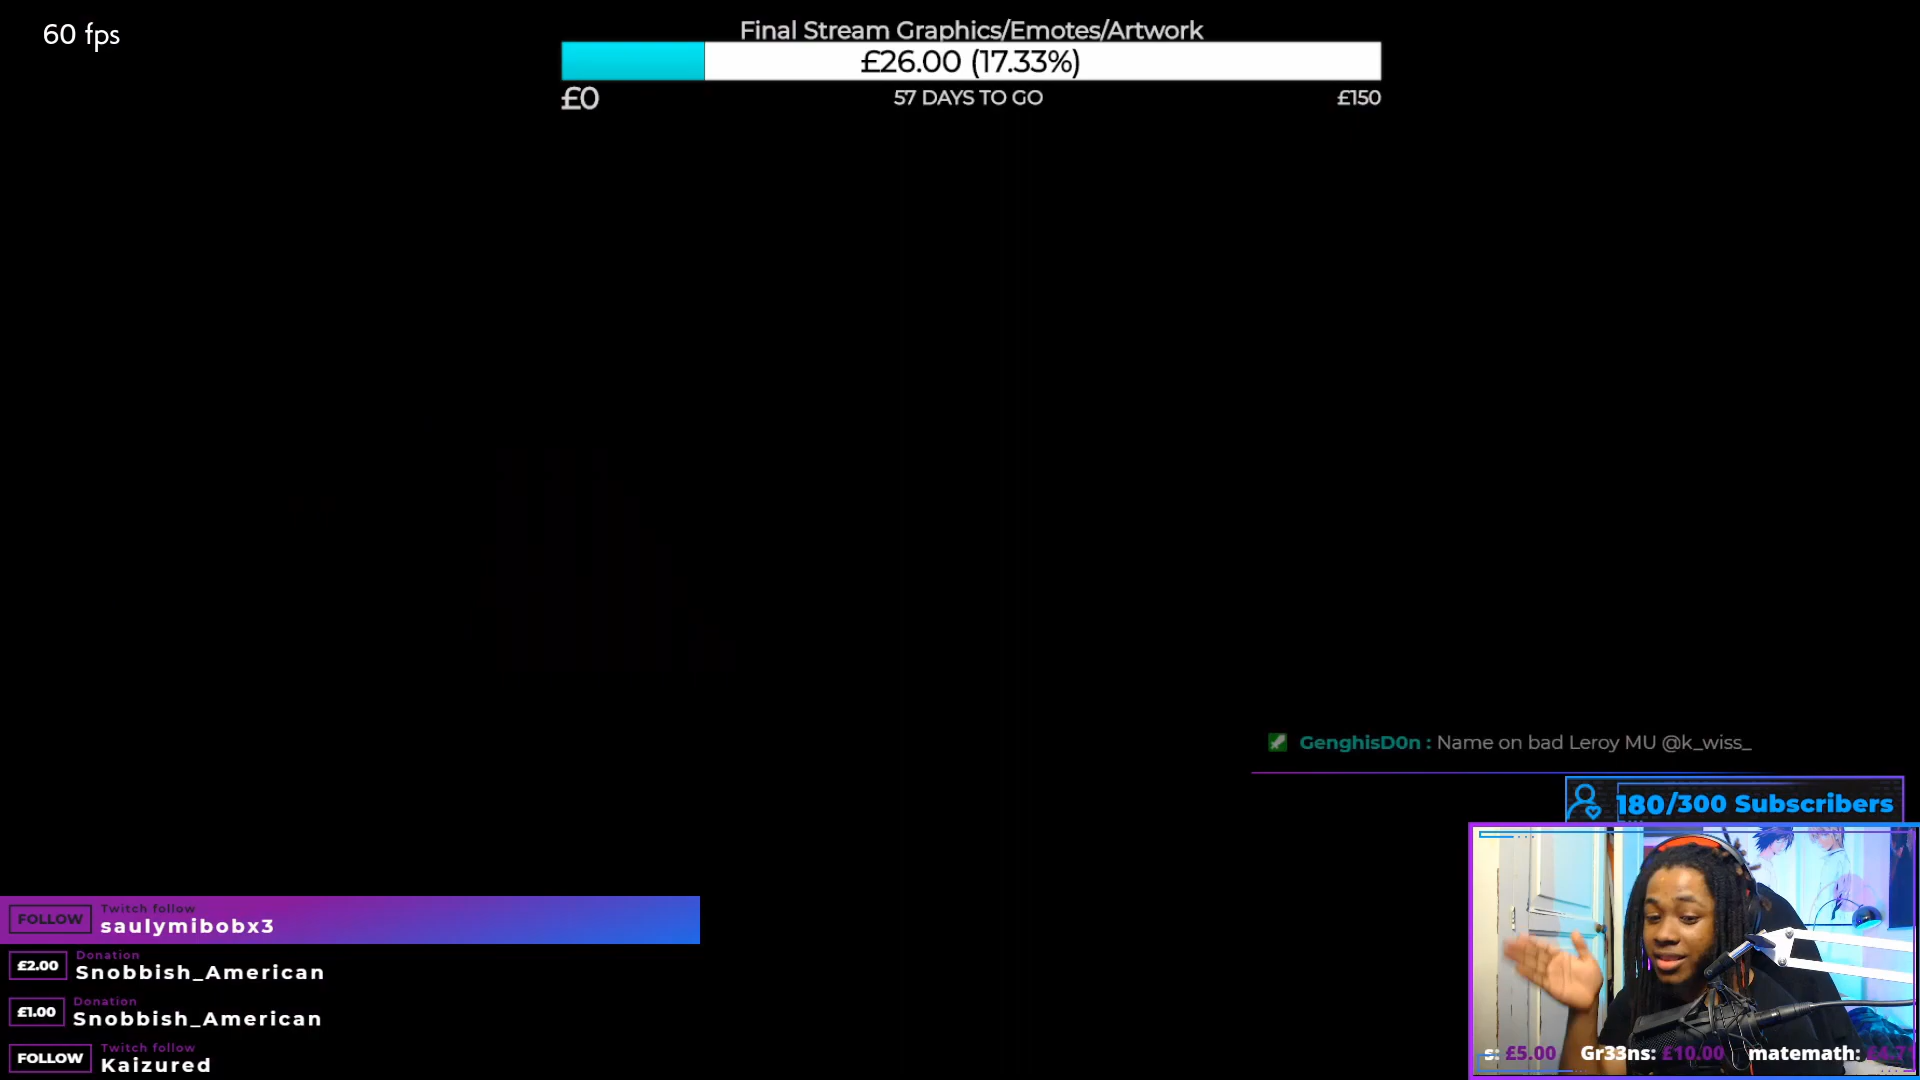 60 fps
Final Stream Graphics/Emotes/Artwork
£26.00 (17.33%)
£0
57 DAYS TO GO
£150
GenghisD0n : Name on bad Leroy MU @k_wiss_
180/300 Subscribers
FOLLOW
Twitch follow
saulymibobx3
£2.00
Donation
Snobbish_American
£1.00
Donation
Snobbish_American
FOLLOW
Twitch follow
Kaizured
s: £5.00 Gr33ns: £10.00 matemath: